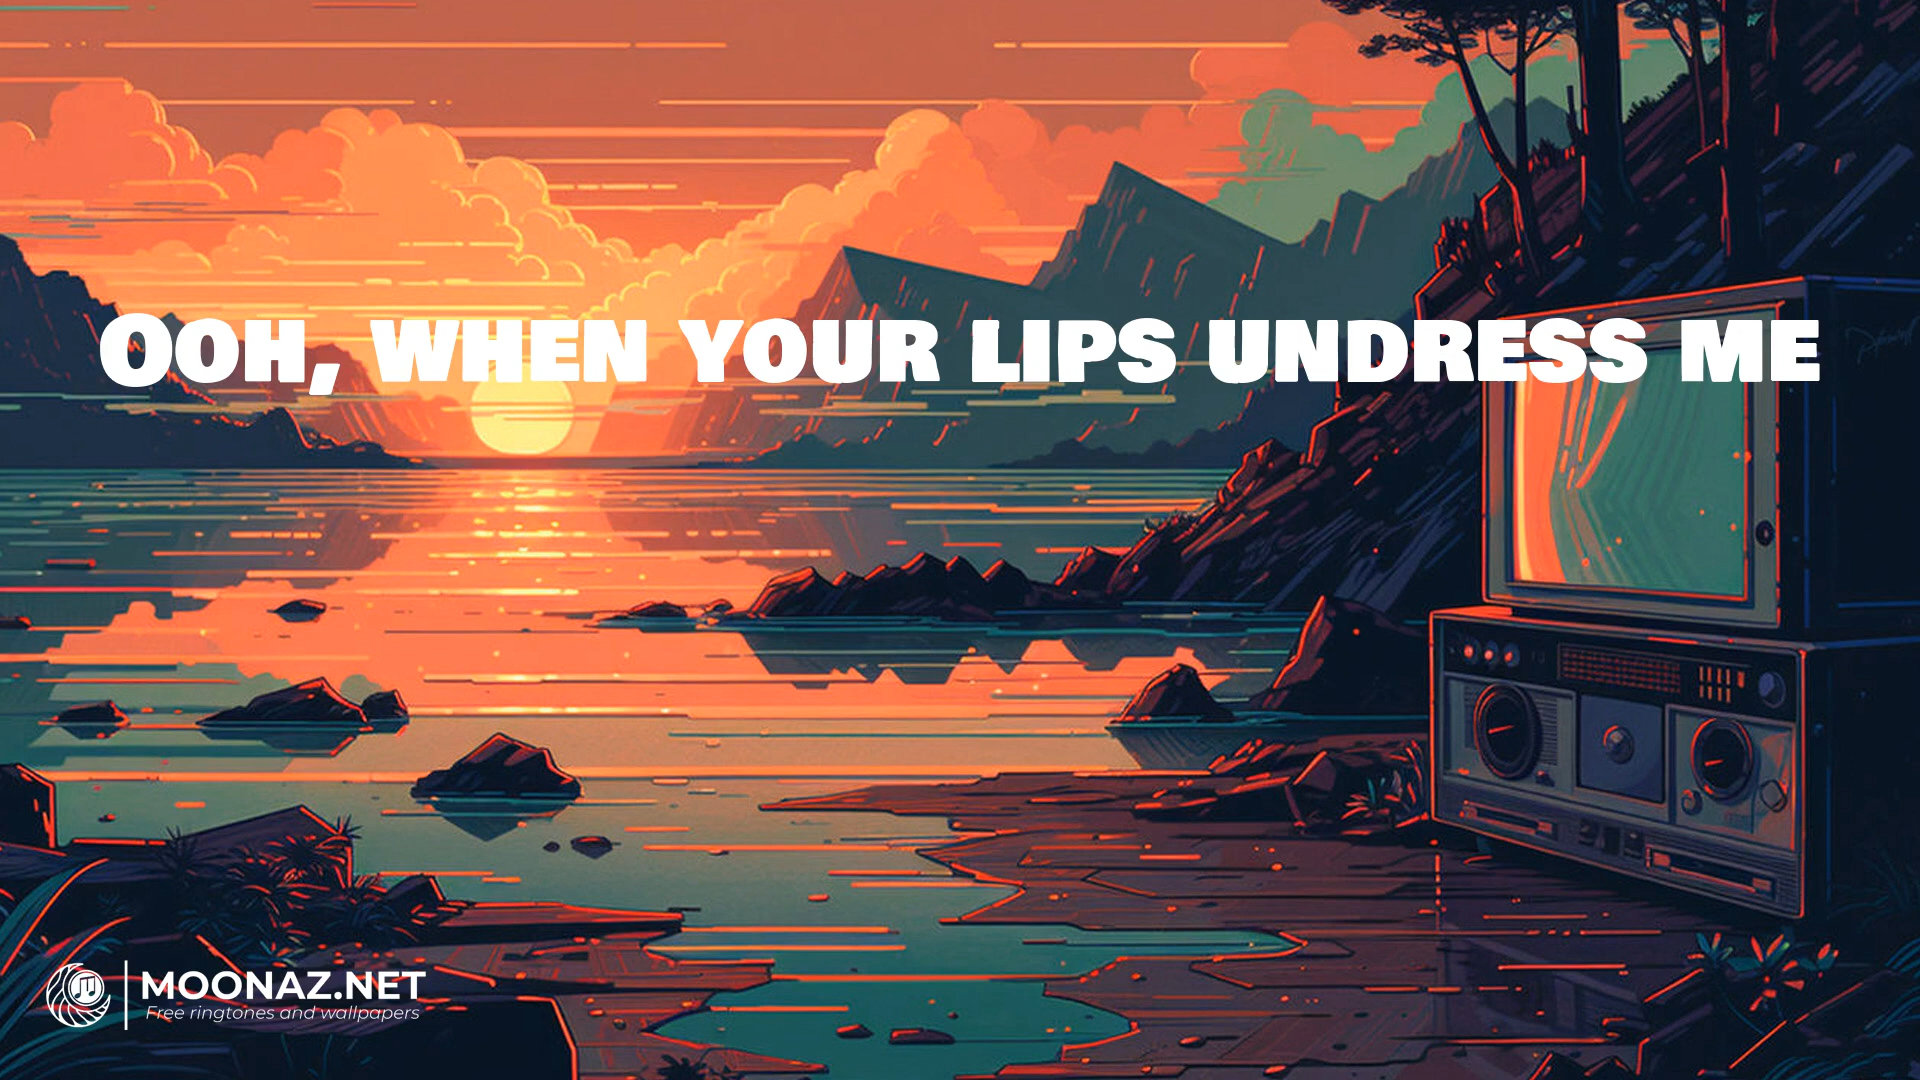 Ooh, when your lips undress me
MOONAZ.NET
Free ringtones and wallpapers